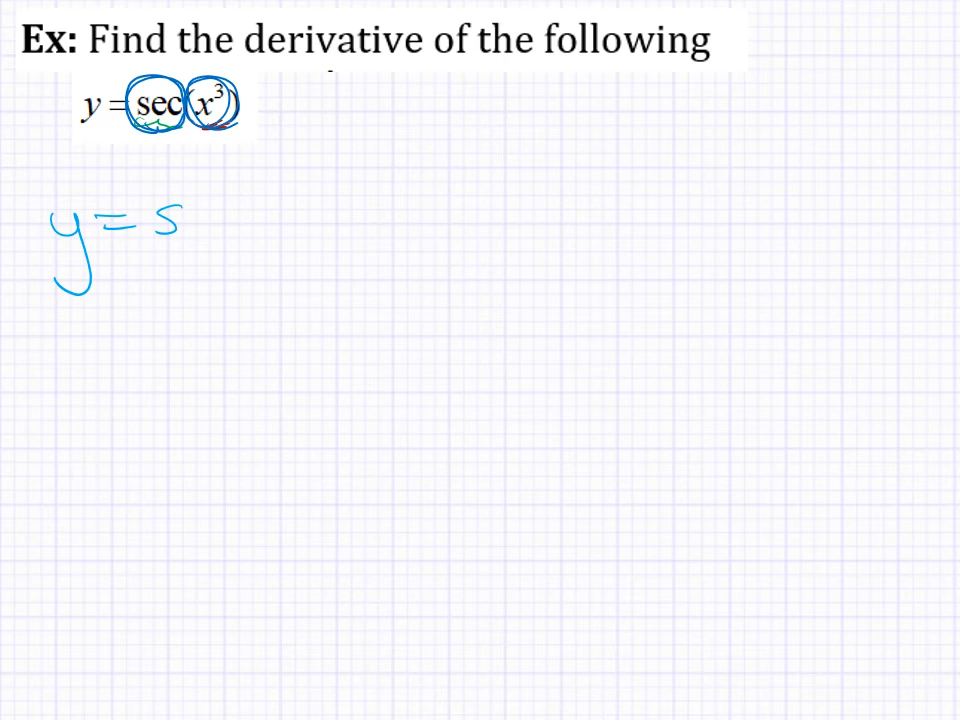 Ex: Find the derivative of the following
y = sec(x³)
y = s